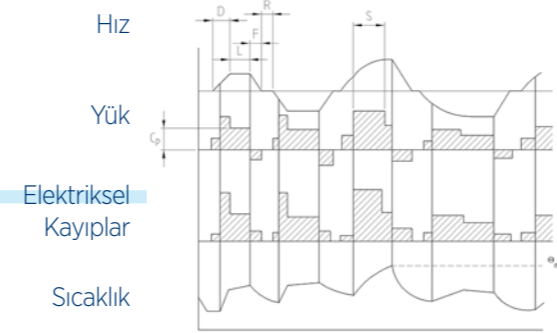 Hız
D
R
F
L
S
Yük
Cp
Elektriksel
Kayıplar
Sıcaklık